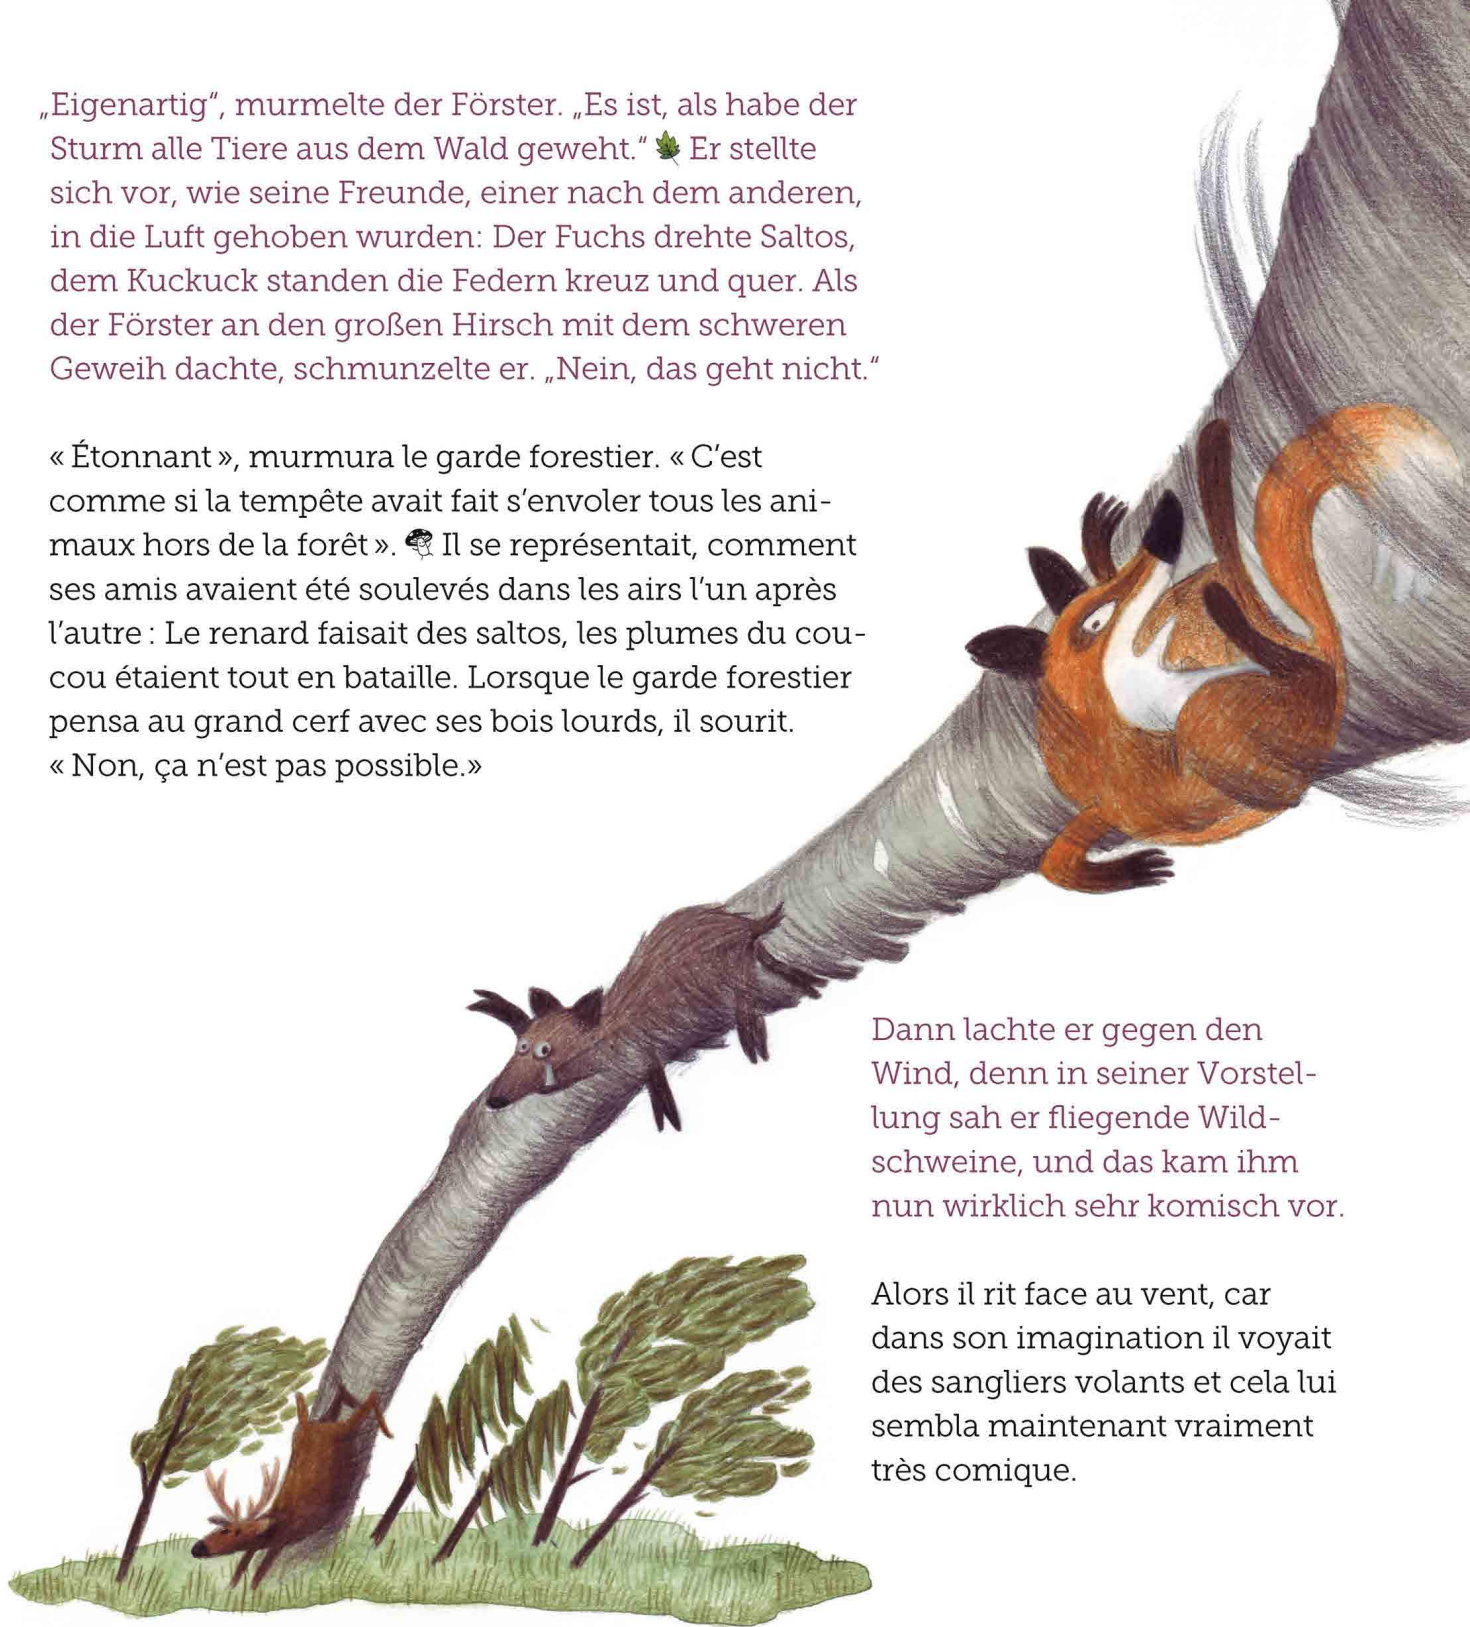 „Eigenartig“, murmelte der Förster. „Es ist, als habe der
Sturm alle Tiere aus dem Wald geweht.“ Er stellte
sich vor, wie seine Freunde, einer nach dem anderen,
in die Luft gehoben wurden: Der Fuchs drehte Saltos,
dem Kuckuck standen die Federn kreuz und quer. Als
der Förster an den großen Hirsch mit dem schweren
Geweih dachte, schmunzelte er. „Nein, das geht nicht.“
« Étonnant », murmura le garde forestier. « C’est
comme si la tempête avait fait s’envoler tous les ani-
maux hors de la forêt ». Il se représentait, comment
ses amis avaient été soulevés dans les airs l’un après
l’autre : Le renard faisait des saltos, les plumes du cou-
cou étaient tout en bataille. Lorsque le garde forestier
pensa au grand cerf avec ses bois lourds, il sourit.
« Non, ça n’est pas possible.»
Dann lachte er gegen den
Wind, denn in seiner Vorstel-
lung sah er fliegende Wild-
schweine, und das kam ihm
nun wirklich sehr komisch vor.
Alors il rit face au vent, car
dans son imagination il voyait
des sangliers volants et cela lui
sembla maintenant vraiment
très comique.